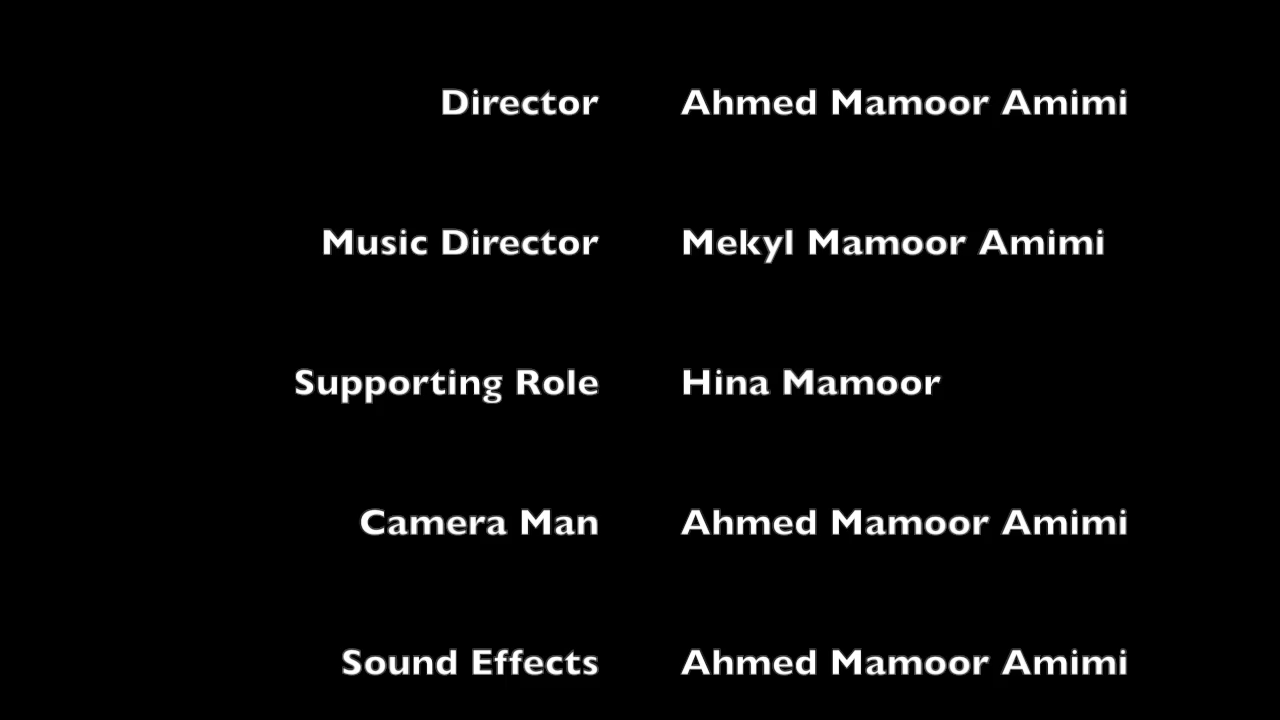 Director Ahmed Mamoor Amimi
Music Director Mekyl Mamoor Amimi
Supporting Role Hina Mamoor
Camera Man Ahmed Mamoor Amimi
Sound Effects Ahmed Mamoor Amimi